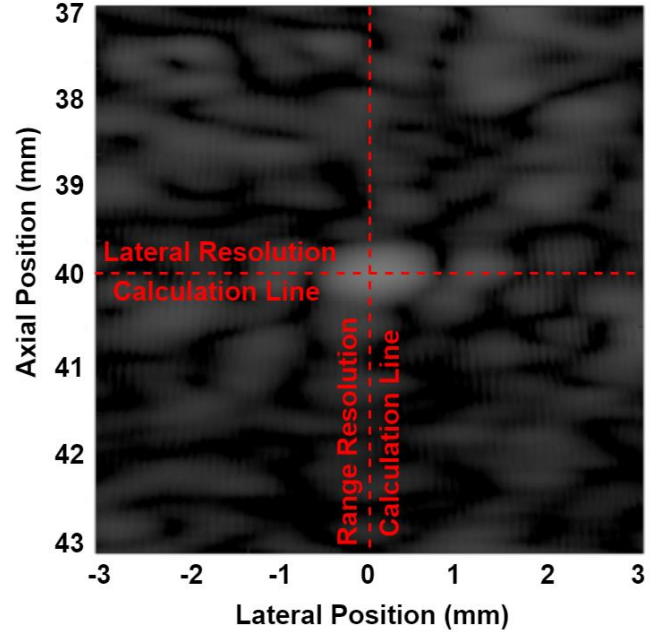 37
38
39
40
41
42
43
Axial Position (mm)
Lateral Resolution
Calculation Line
Range Resolution
Calculation Line
-3 -2 -1 0 1 2 3
Lateral Position (mm)